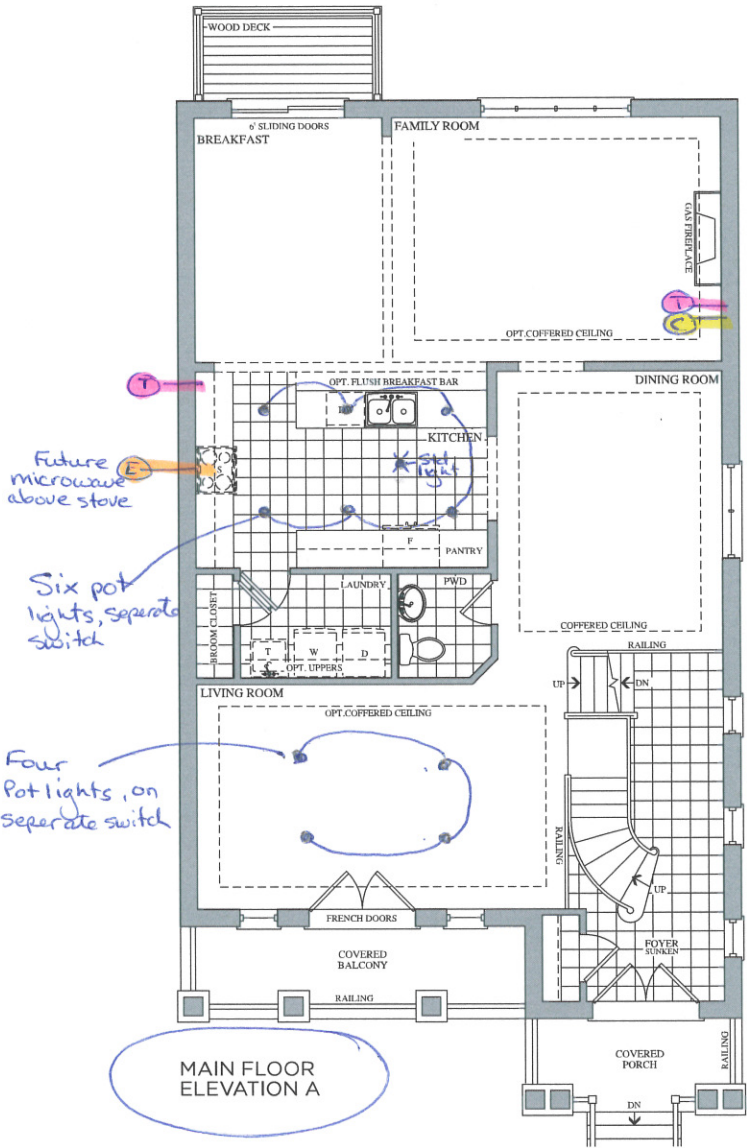 WOOD DECK
6' SLIDING DOORS
BREAKFAST
FAMILY ROOM
GAS FIREPLACE
T
C
OPT.COFFERED CEILING
T
OPT. FLUSH BREAKFAST BAR
DINING ROOM
KITCHEN
Std
light
Future
microwave
above stove
E
S
F
PANTRY
Six pot
lights, seperate
switch
BROOM CLOSET
LAUNDRY
PWD
T
W
D
OPT. UPPERS
COFFERED CEILING
RAILING
UP
DN
LIVING ROOM
OPT.COFFERED CEILING
Four
Pot lights, on
seperate switch
RAILING
UP
FRENCH DOORS
FOYER
SUNKEN
COVERED
BALCONY
RAILING
COVERED
PORCH
RAILING
DN
MAIN FLOOR
ELEVATION A